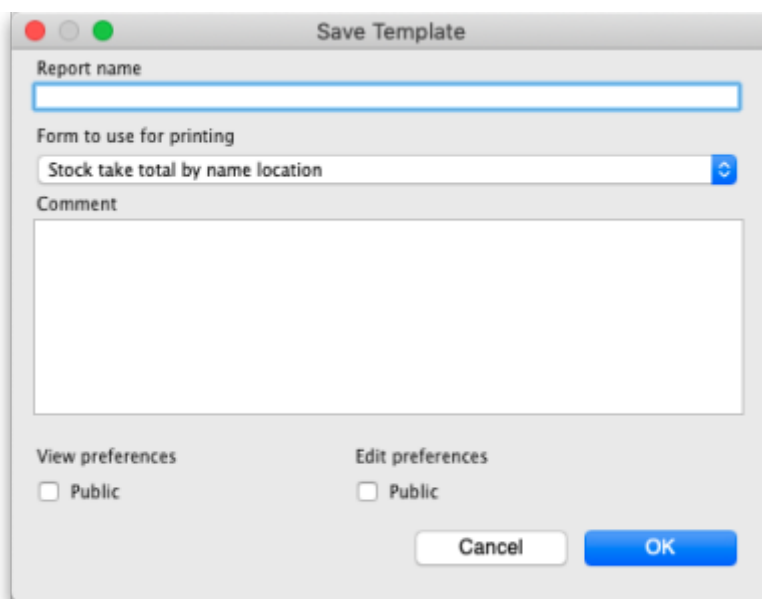 Save Template
Report name
Form to use for printing
Stock take total by name location
Comment
View preferences Edit preferences
Public Public
Cancel OK